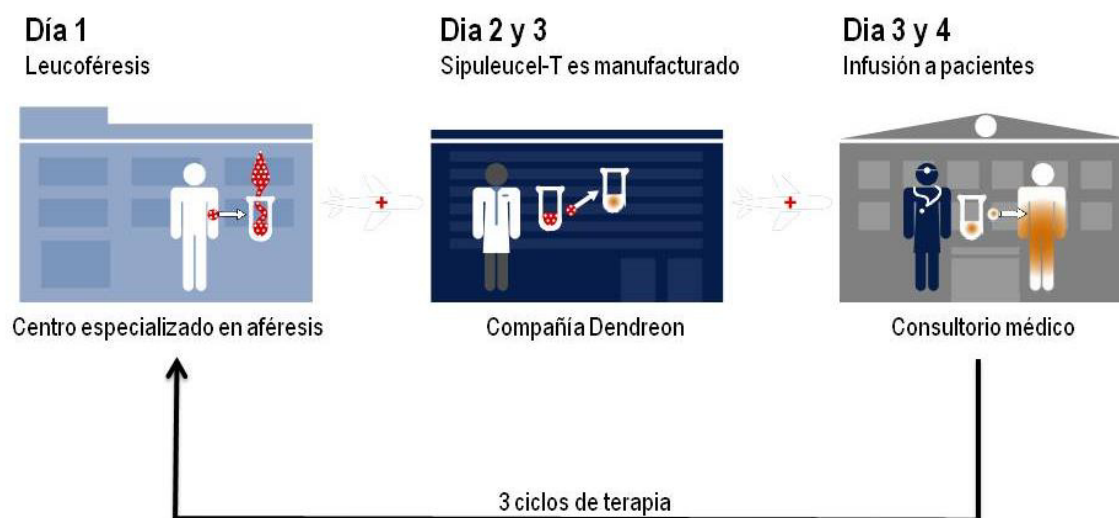 Día 1
Leucoféresis
Dia 2 y 3
Sipuleucel-T es manufacturado
Dia 3 y 4
Infusión a pacientes
Centro especializado en aféresis
Compañía Dendreon
Consultorio médico
3 ciclos de terapia